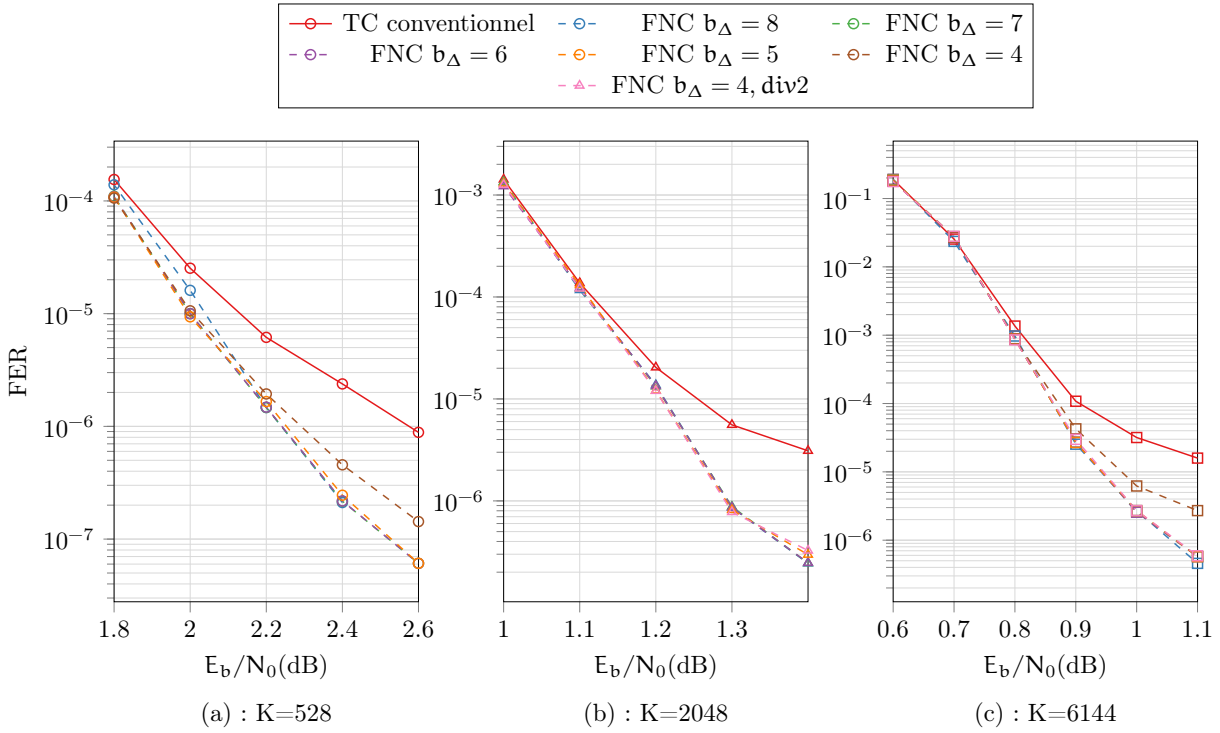 TC conventionnel FNC b_Δ = 8 FNC b_Δ = 7
FNC b_Δ = 6 FNC b_Δ = 5 FNC b_Δ = 4
FNC b_Δ = 4, div2
10^−4
10^−5
10^−6
10^−7
FER
1.8 2 2.2 2.4 2.6
E_b/N_0(dB)
(a) : K=528
10^−3
10^−4
10^−5
10^−6
1 1.1 1.2 1.3
E_b/N_0(dB)
(b) : K=2048
10^−1
10^−2
10^−3
10^−4
10^−5
10^−6
0.6 0.7 0.8 0.9 1 1.1
E_b/N_0(dB)
(c) : K=6144